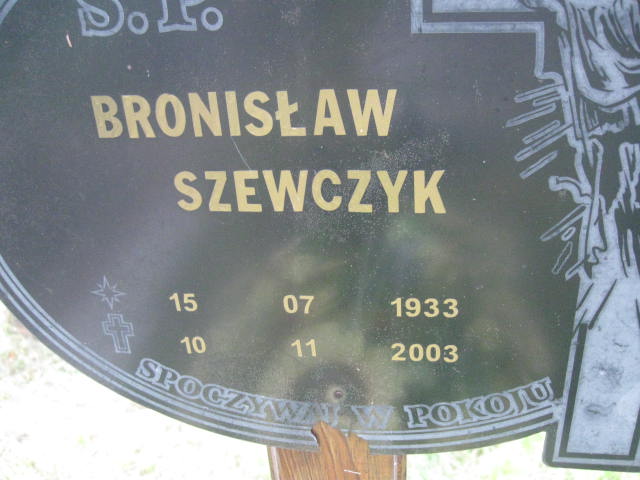 Ś.P.
BRONISŁAW
SZEWCZYK
15 07 1933
10 11 2003
SPOCZYWAJ W POKOJU